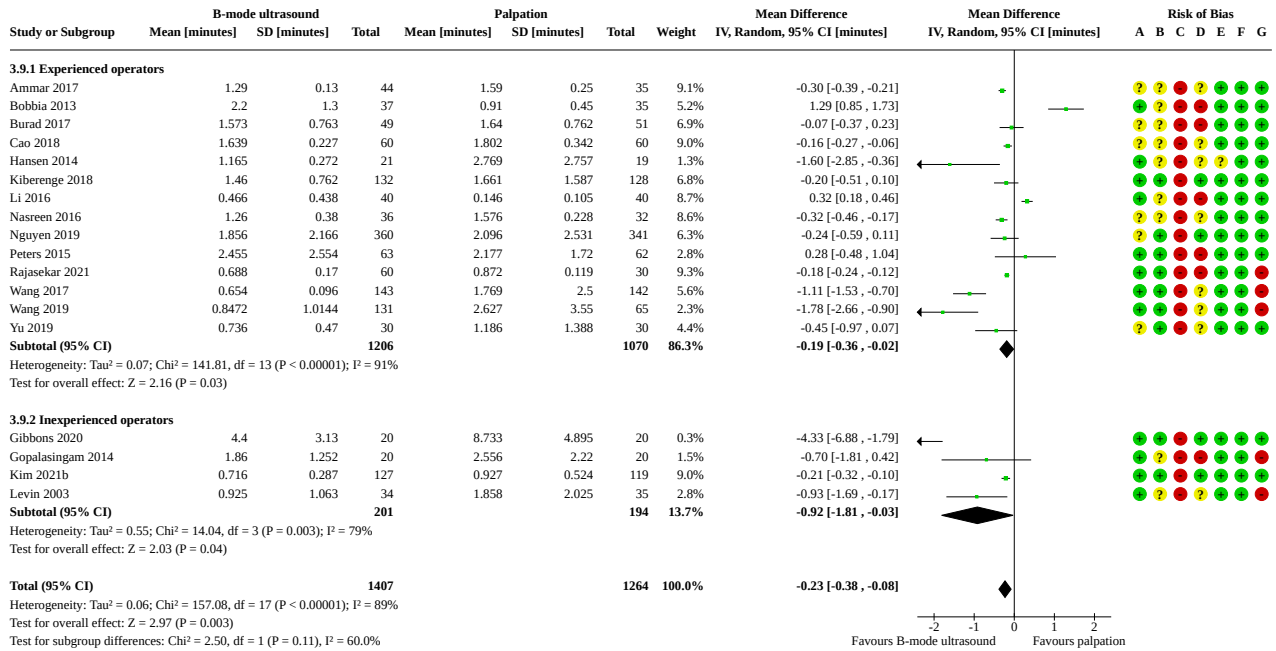 B-mode ultrasound Palpation Mean Difference Mean Difference Risk of Bias
Study or Subgroup Mean [minutes] SD [minutes] Total Mean [minutes] SD [minutes] Total Weight IV, Random, 95% CI [minutes] IV, Random, 95% CI [minutes] A B C D E F G
3.9.1 Experienced operators
Ammar 2017 1.29 0.13 44 1.59 0.25 35 9.1% -0.30 [-0.39 , -0.21] ? ? - ? + + +
Bobbia 2013 2.2 1.3 37 0.91 0.45 35 5.2% 1.29 [0.85 , 1.73] + ? - - + + +
Burad 2017 1.573 0.763 49 1.64 0.762 51 6.9% -0.07 [-0.37 , 0.23] ? ? - - + + +
Cao 2018 1.639 0.227 60 1.802 0.342 60 9.0% -0.16 [-0.27 , -0.06] ? ? - ? + + +
Hansen 2014 1.165 0.272 21 2.769 2.757 19 1.3% -1.60 [-2.85 , -0.36] + ? - ? ? + +
Kiberenge 2018 1.46 0.762 132 1.661 1.587 128 6.8% -0.20 [-0.51 , 0.10] + + - + + + +
Li 2016 0.466 0.438 40 0.146 0.105 40 8.7% 0.32 [0.18 , 0.46] + ? - - + + +
Nasreen 2016 1.26 0.38 36 1.576 0.228 32 8.6% -0.32 [-0.46 , -0.17] ? ? - ? + + +
Nguyen 2019 1.856 2.166 360 2.096 2.531 341 6.3% -0.24 [-0.59 , 0.11] ? + - + + + +
Peters 2015 2.455 2.554 63 2.177 1.72 62 2.8% 0.28 [-0.48 , 1.04] + + - - + + +
Rajasekar 2021 0.688 0.17 60 0.872 0.119 30 9.3% -0.18 [-0.24 , -0.12] + + - - + + -
Wang 2017 0.654 0.096 143 1.769 2.5 142 5.6% -1.11 [-1.53 , -0.70] + + - ? + + -
Wang 2019 0.8472 1.0144 131 2.627 3.55 65 2.3% -1.78 [-2.66 , -0.90] + + - ? + + -
Yu 2019 0.736 0.47 30 1.186 1.388 30 4.4% -0.45 [-0.97 , 0.07] ? + - ? + + +
Subtotal (95% CI) 1206 1070 86.3% -0.19 [-0.36 , -0.02]
Heterogeneity: Tau² = 0.07; Chi² = 141.81, df = 13 (P < 0.00001); I² = 91%
Test for overall effect: Z = 2.16 (P = 0.03)
3.9.2 Inexperienced operators
Gibbons 2020 4.4 3.13 20 8.733 4.895 20 0.3% -4.33 [-6.88 , -1.79] + + - + + + +
Gopalasingam 2014 1.86 1.252 20 2.556 2.22 20 1.6% -0.70 [-1.81 , 0.42] + ? - - + + -
Kim 2021b 0.716 0.287 127 0.927 0.524 119 9.0% -0.21 [-0.32 , -0.10] + + - + + + +
Levin 2003 0.925 1.063 34 1.858 2.025 35 2.8% -0.93 [-1.69 , -0.17] + ? - ? + + -
Subtotal (95% CI) 201 194 13.7% -0.92 [-1.81 , -0.03]
Heterogeneity: Tau² = 0.55; Chi² = 14.04, df = 3 (P = 0.003); I² = 79%
Test for overall effect: Z = 2.03 (P = 0.04)
Total (95% CI) 1407 1264 100.0% -0.23 [-0.38 , -0.08]
Heterogeneity: Tau² = 0.06; Chi² = 157.08, df = 17 (P < 0.00001); I² = 89%
Test for overall effect: Z = 2.97 (P = 0.003) -2 -1 0 1 2
Test for subgroup differences: Chi² = 2.50, df = 1 (P = 0.11), I² = 60.0% Favours B-mode ultrasound Favours palpation